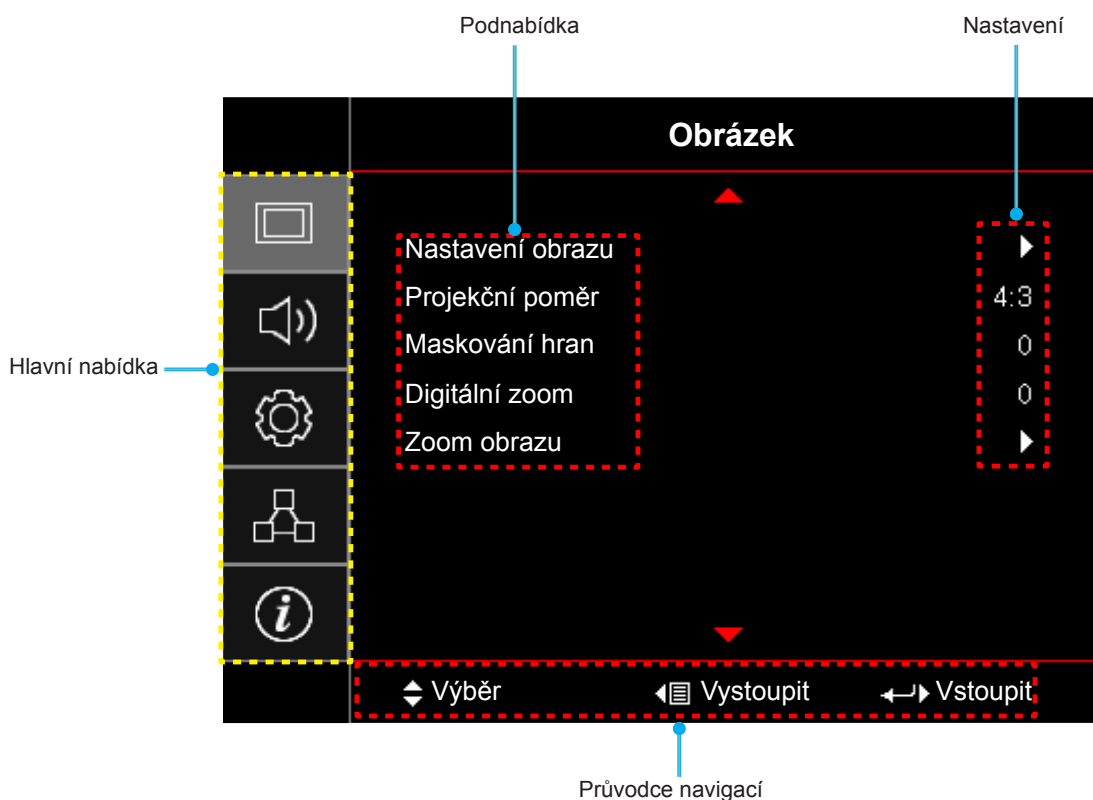 Podnabídka Nastavení
Obrázek
Nastavení obrazu
Projekční poměr 4:3
Maskování hran 0
Digitální zoom 0
Zoom obrazu
Hlavní nabídka
Výběr Vystoupit Vstoupit
Průvodce navigací